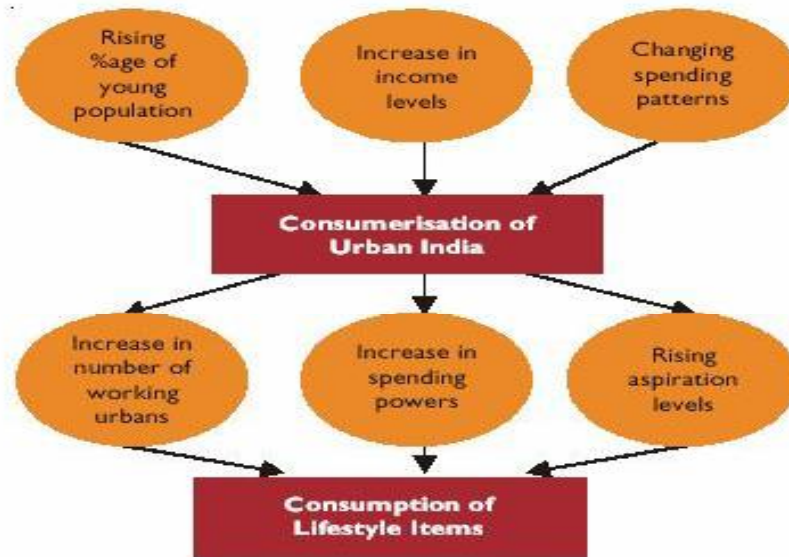 Rising
%age of
young
population
Increase in
income
levels
Changing
spending
patterns
Consumerisation of
Urban India
Increase in
number of
working
urbans
Increase in
spending
powers
Rising
aspiration
levels
Consumption of
Lifestyle Items